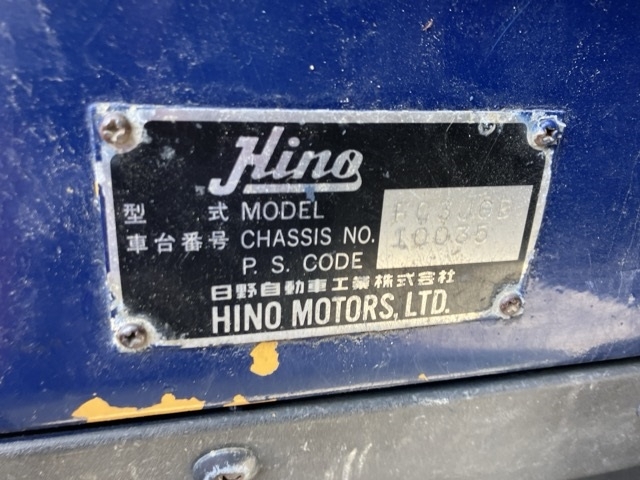 Hino
型 式 MODEL
車台番号 CHASSIS NO. 10035
P. S. CODE
日野自動車工業株式会社
HINO MOTORS, LTD.